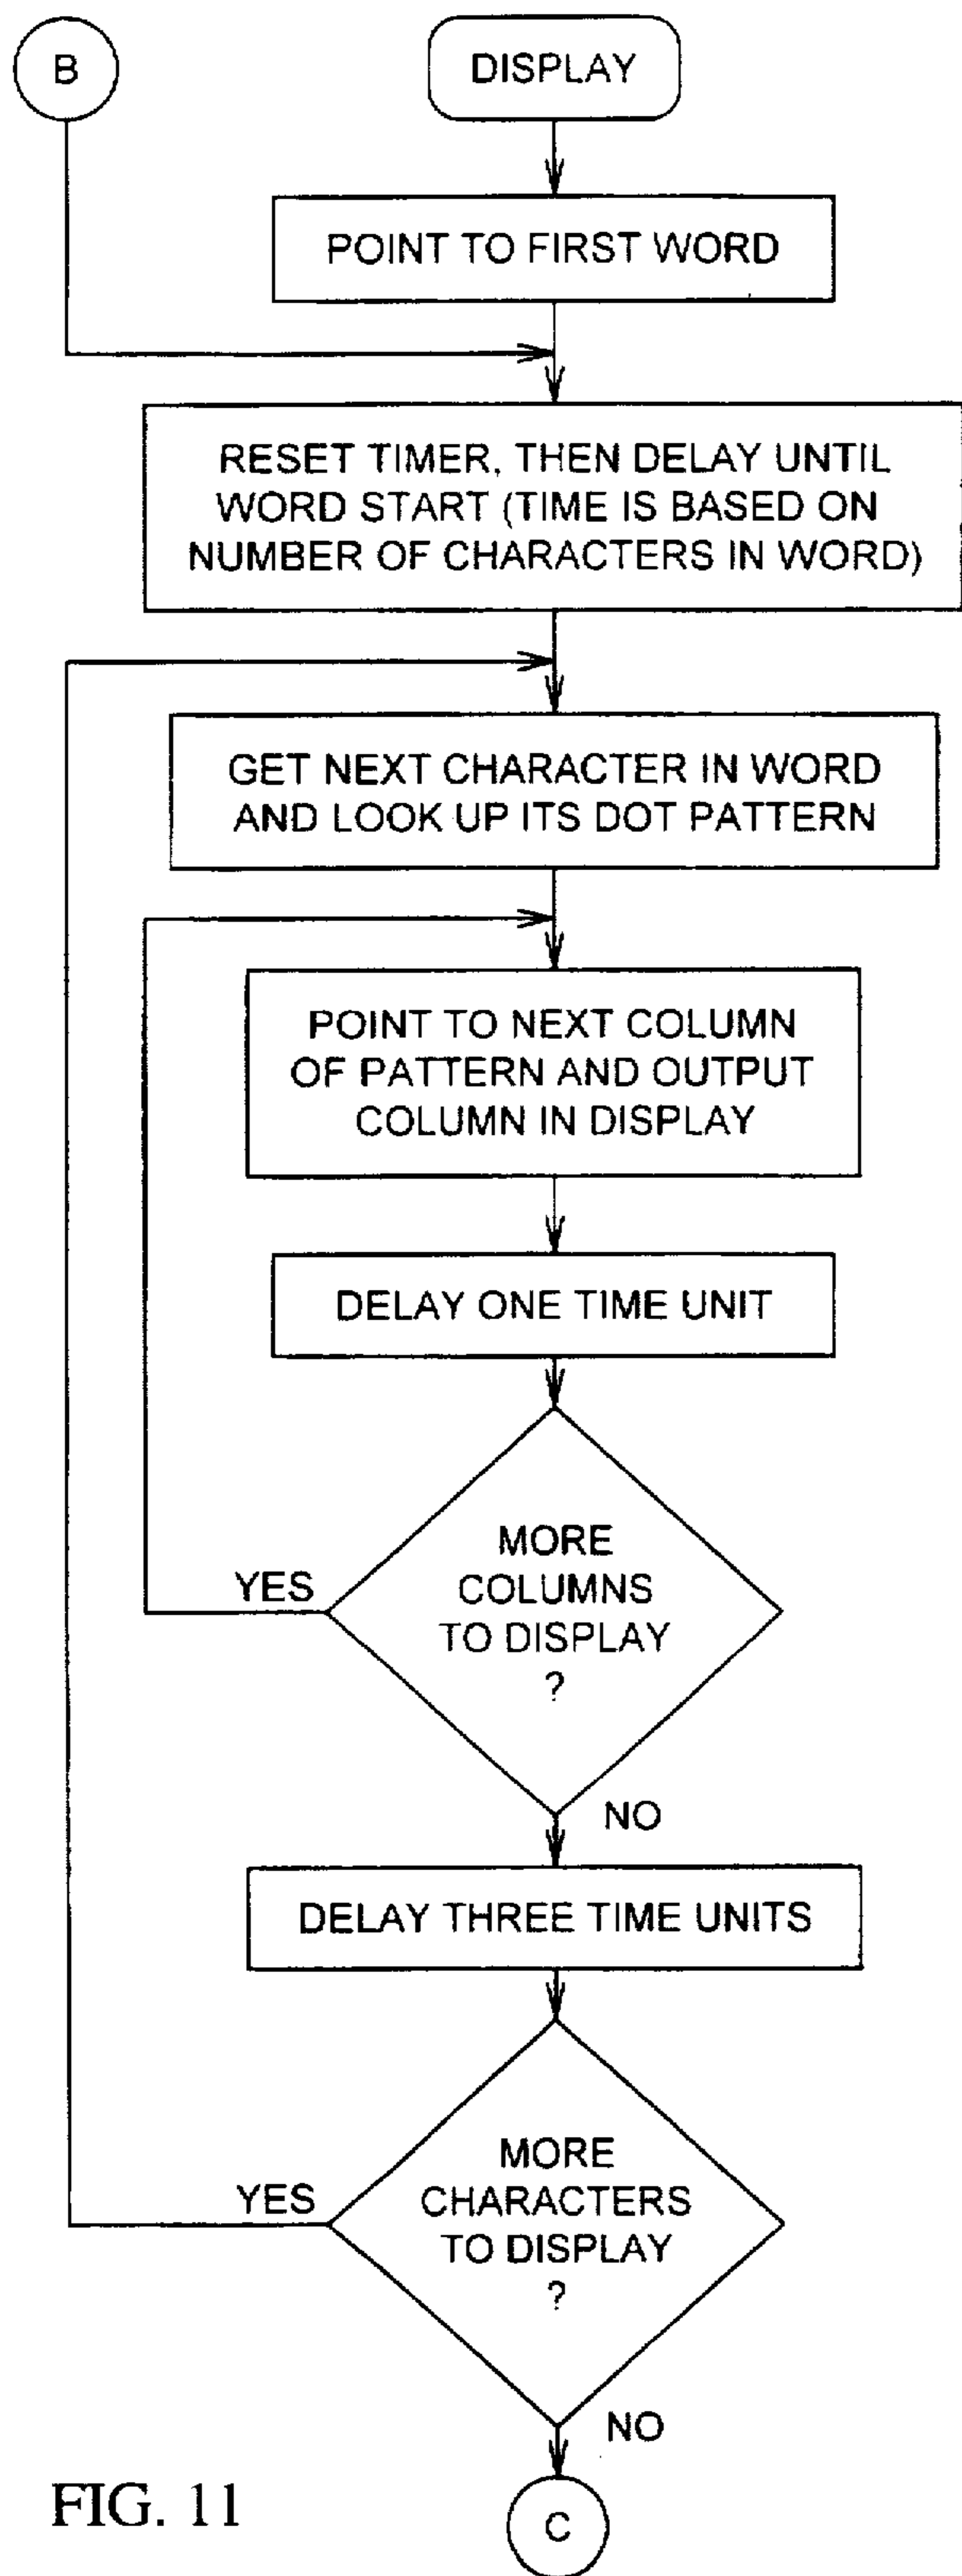 B
DISPLAY
POINT TO FIRST WORD
RESET TIMER, THEN DELAY UNTIL
WORD START (TIME IS BASED ON
NUMBER OF CHARACTERS IN WORD)
GET NEXT CHARACTER IN WORD
AND LOOK UP ITS DOT PATTERN
POINT TO NEXT COLUMN
OF PATTERN AND OUTPUT
COLUMN IN DISPLAY
DELAY ONE TIME UNIT
MORE
COLUMNS
TO DISPLAY
?
YES
NO
DELAY THREE TIME UNITS
MORE
CHARACTERS
TO DISPLAY
?
YES
NO
C
FIG. 11